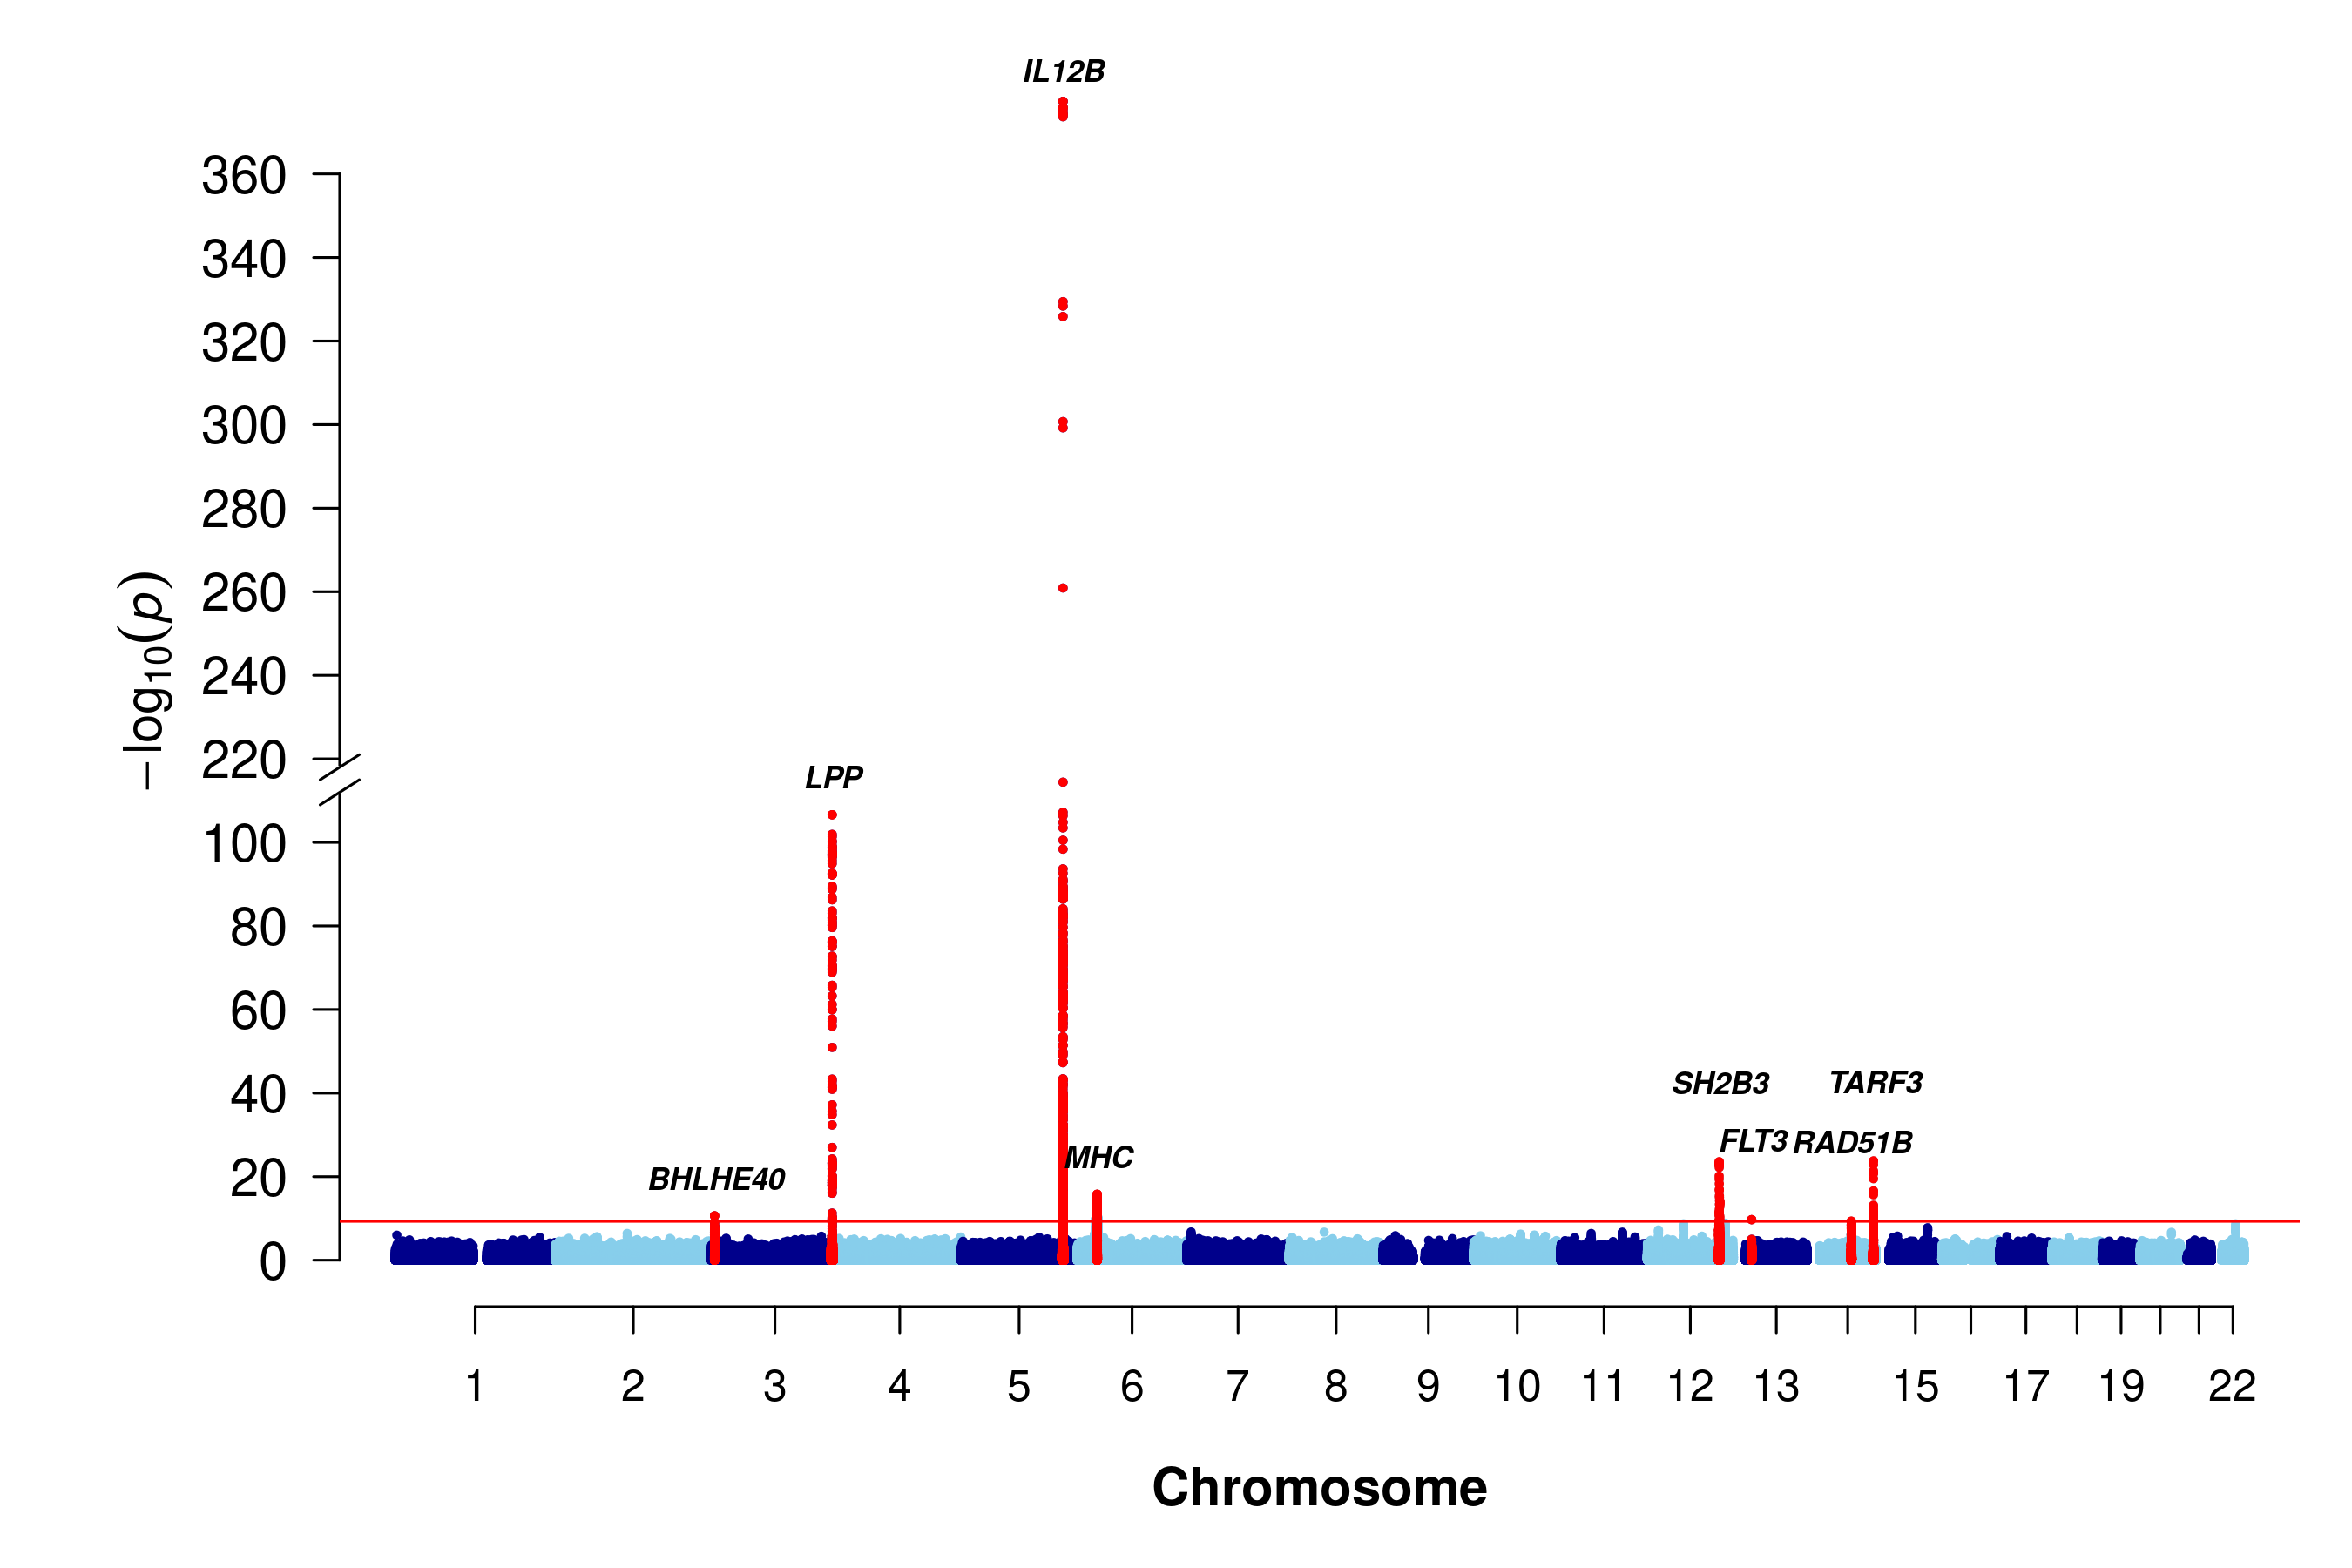 IL12B
360
340
320
300
280
260
240
220
100
80
60
40
20
0
−log10(p)
LPP
SH2B3
TARF3
FLT3
RAD51B
MHC
BHLHE40
1 2 3 4 5 6 7 8 9 10 11 12 13 15 17 19 22
Chromosome